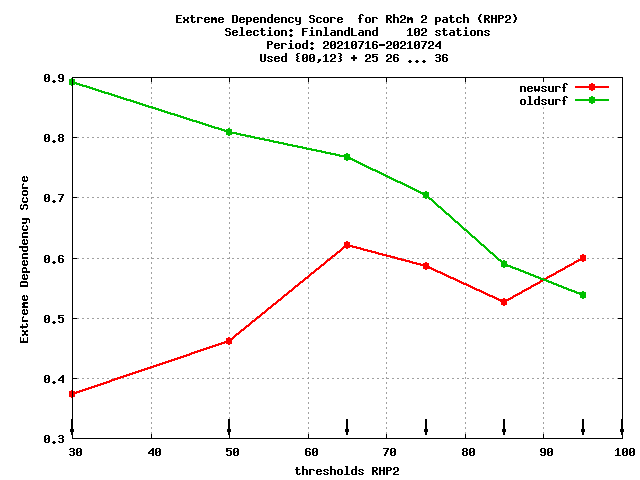 Extreme Dependency Score  for Rh2m 2 patch (RHP2)
Selection: FinlandLand    102 stations
Period: 20210716-20210724
Used {00,12} + 25 26 ... 36
newsurf
oldsurf
0.9
0.8
0.7
0.6
0.5
0.4
0.3
Extreme Dependency Score
30 40 50 60 70 80 90 100
thresholds RHP2